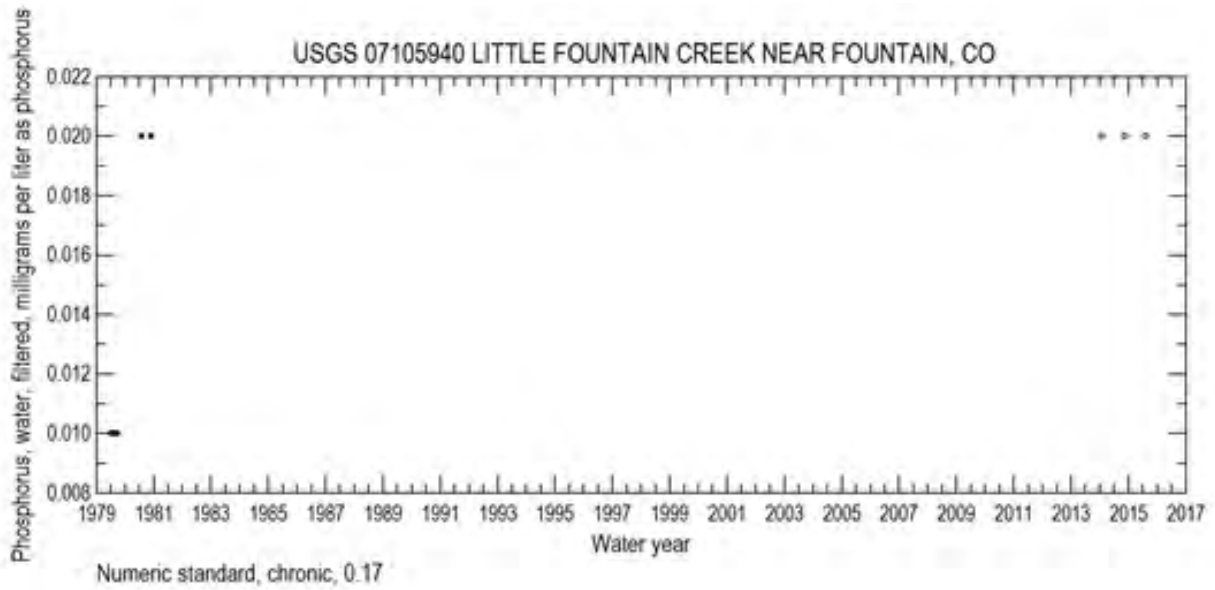 USGS 07105940 LITTLE FOUNTAIN CREEK NEAR FOUNTAIN, CO
Phosphorus, water, filtered, milligrams per liter as phosphorus
0.022
0.020
0.018
0.016
0.014
0.012
0.010
0.008
1979 1981 1983 1965 1967 1989 1991 1993 1995 1997 1999 2001 2003 2005 2007 2009 2011 2013 2015 2017
Water year
Numeric standard, chronic, 0.17